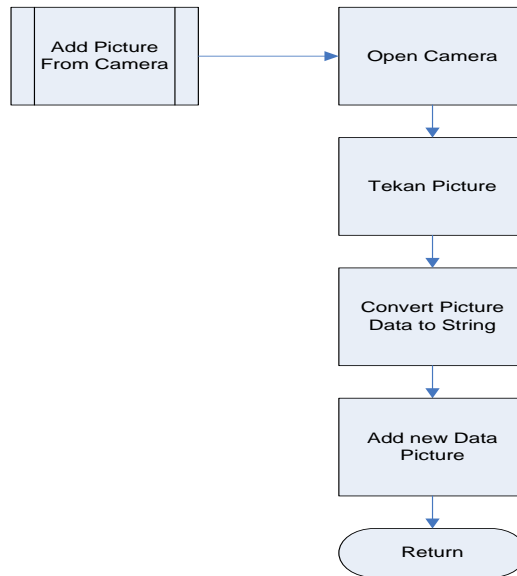 Add Picture
From Camera
Open Camera
Tekan Picture
Convert Picture
Data to String
Add new Data
Picture
Return